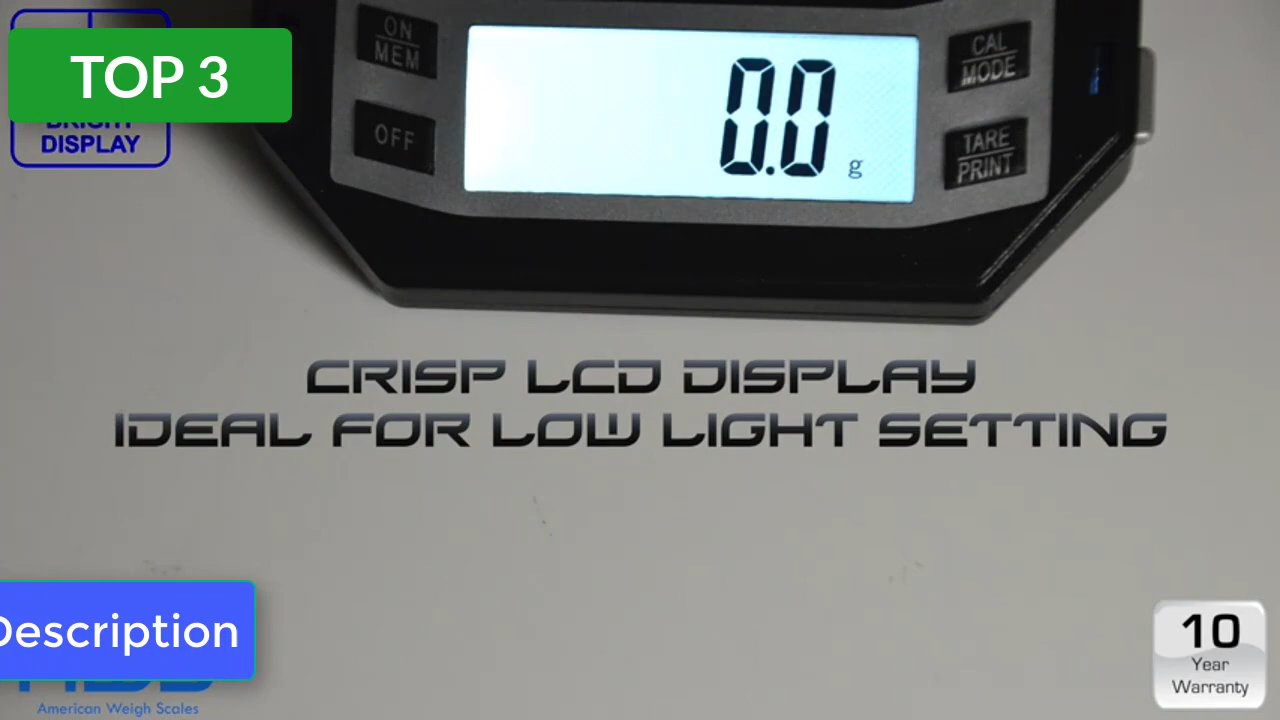 ON
MEM
OFF
0.0 g
CAL
MODE
TARE
PRINT
TOP 3
DISPLAY
CRISP LCD DISPLAY
IDEAL FOR LOW LIGHT SETTING
Description
American Weigh Scales
10
Year
Warranty